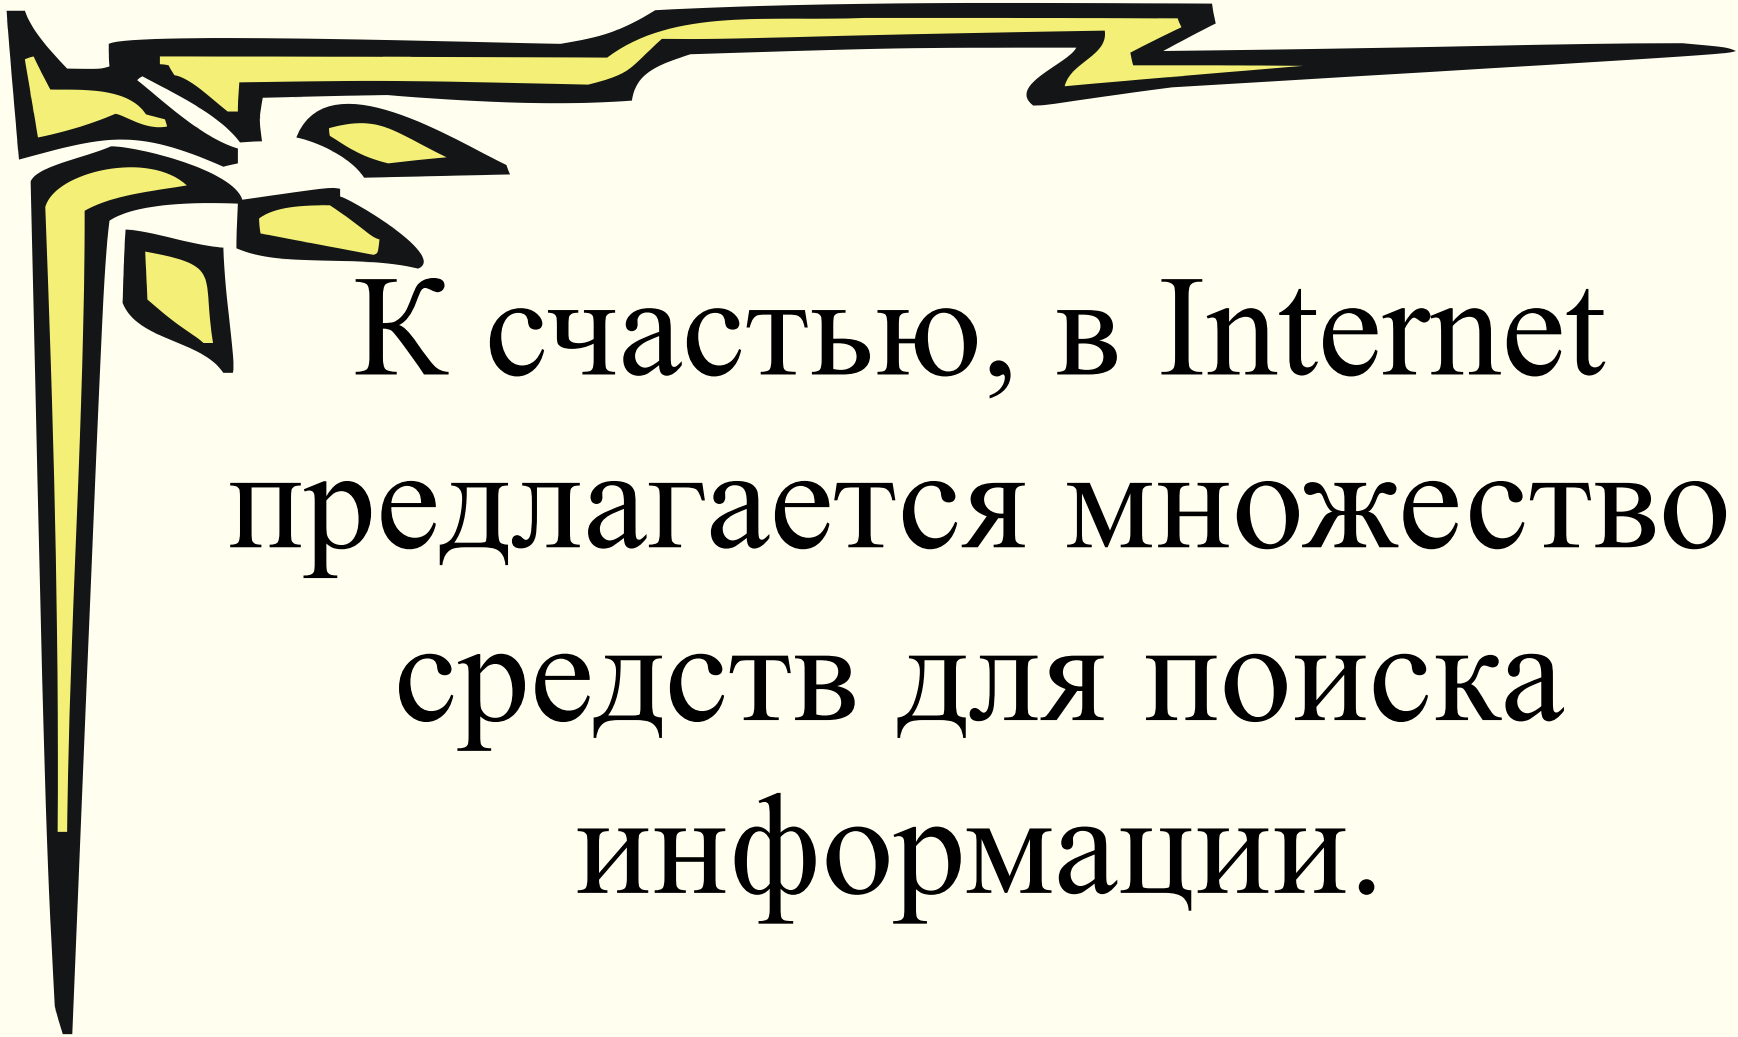 К счастью, в Internet
предлагается множество
средств для поиска
информации.